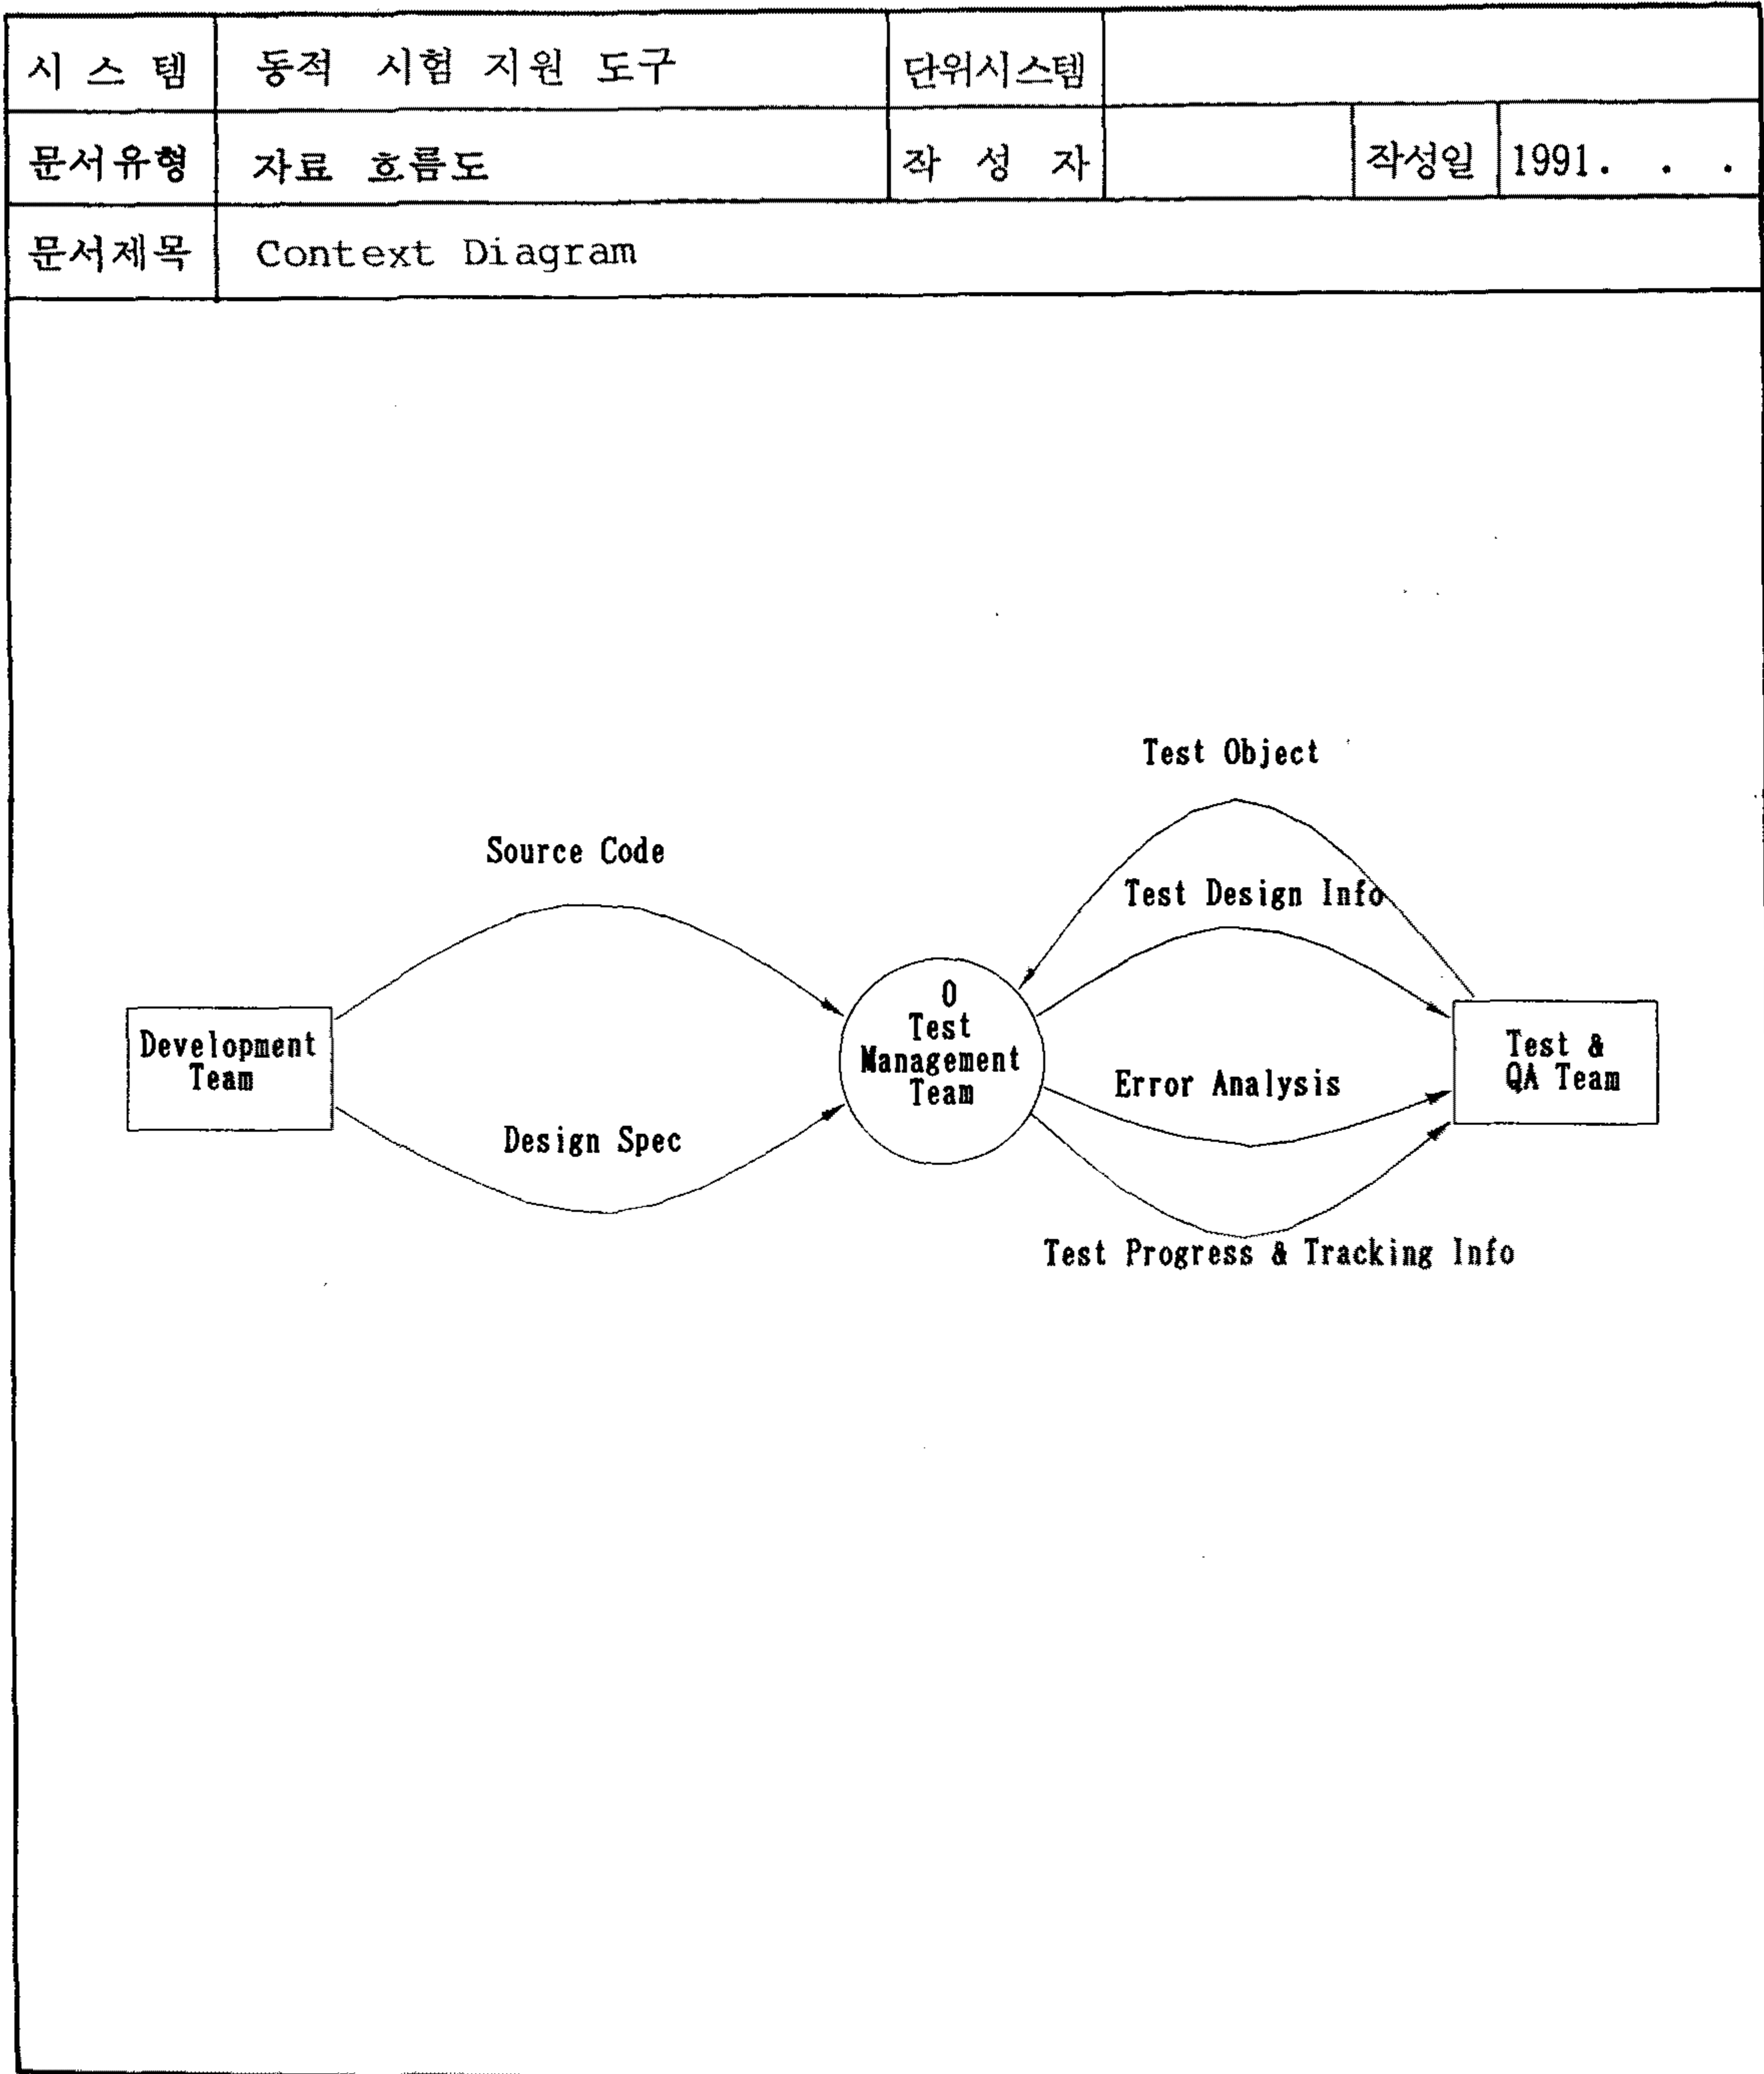 시 스 템 동적 시험 지원 도구 단위시스템
문서유형 자료 흐름도 작 성 자 작성일 1991. . .
문서제목 Context Diagram
Test Object
Source Code
Test Design Info
0
Test
Management
Team
Development
Team
Test &
QA Team
Error Analysis
Design Spec
Test Progress & Tracking Info